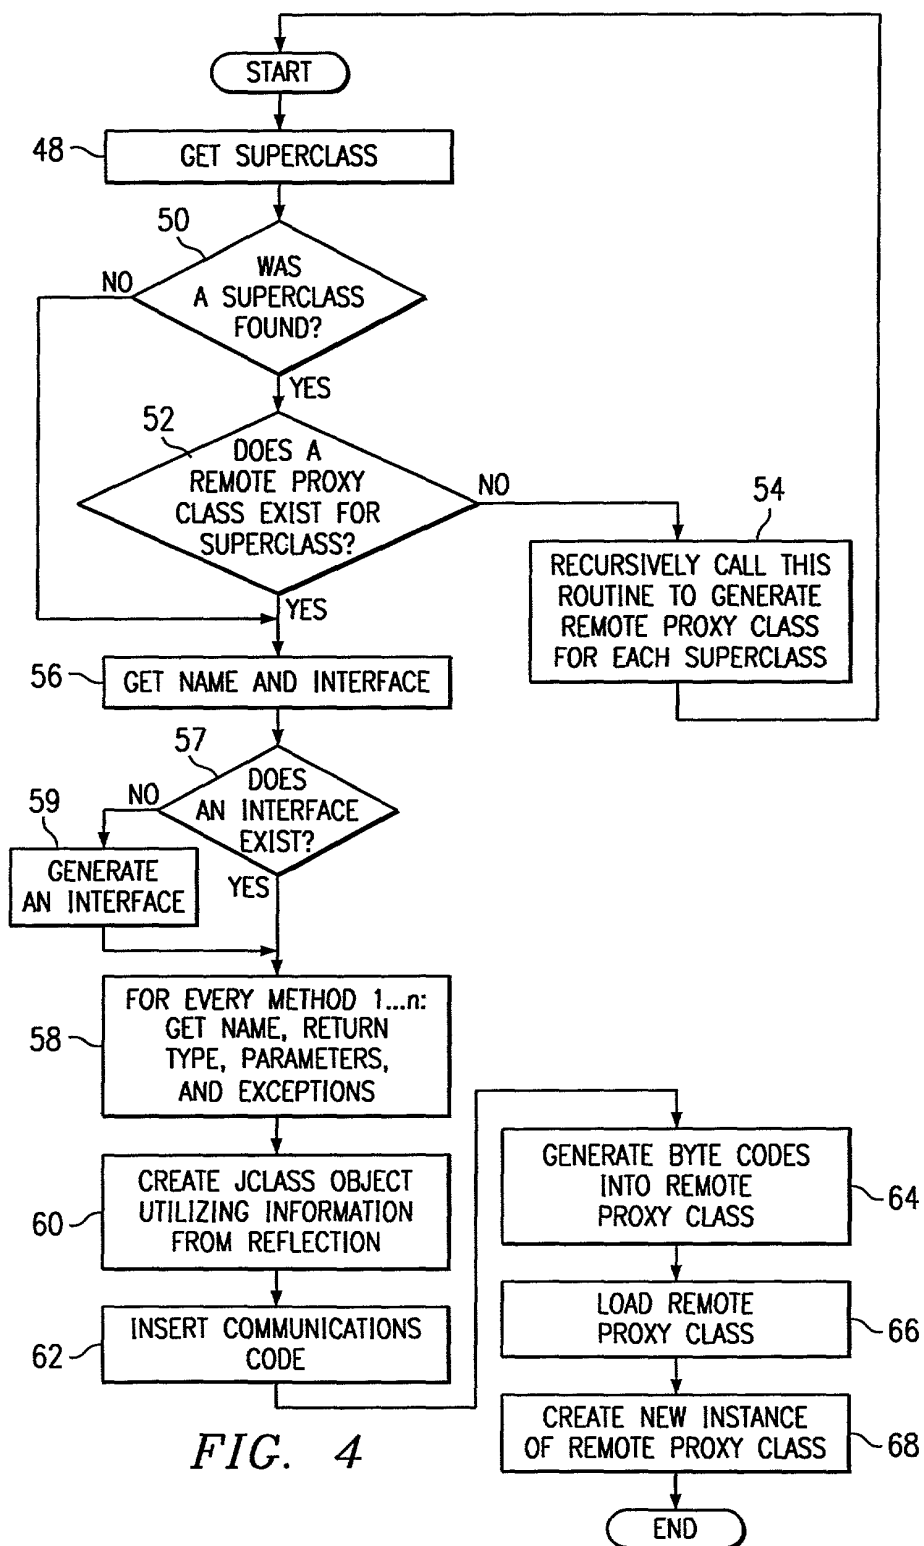 START
48
GET SUPERCLASS
50
WAS
A SUPERCLASS
FOUND?
NO
YES
52
DOES A
REMOTE PROXY
CLASS EXIST FOR
SUPERCLASS?
NO
YES
54
RECURSIVELY CALL THIS
ROUTINE TO GENERATE
REMOTE PROXY CLASS
FOR EACH SUPERCLASS
56
GET NAME AND INTERFACE
57
DOES
AN INTERFACE
EXIST?
NO
YES
59
GENERATE
AN INTERFACE
58
FOR EVERY METHOD 1...n:
GET NAME, RETURN
TYPE, PARAMETERS,
AND EXCEPTIONS
60
CREATE JCLASS OBJECT
UTILIZING INFORMATION
FROM REFLECTION
62
INSERT COMMUNICATIONS
CODE
GENERATE BYTE CODES
INTO REMOTE
PROXY CLASS
64
LOAD REMOTE
PROXY CLASS
66
CREATE NEW INSTANCE
OF REMOTE PROXY CLASS
68
END
FIG. 4